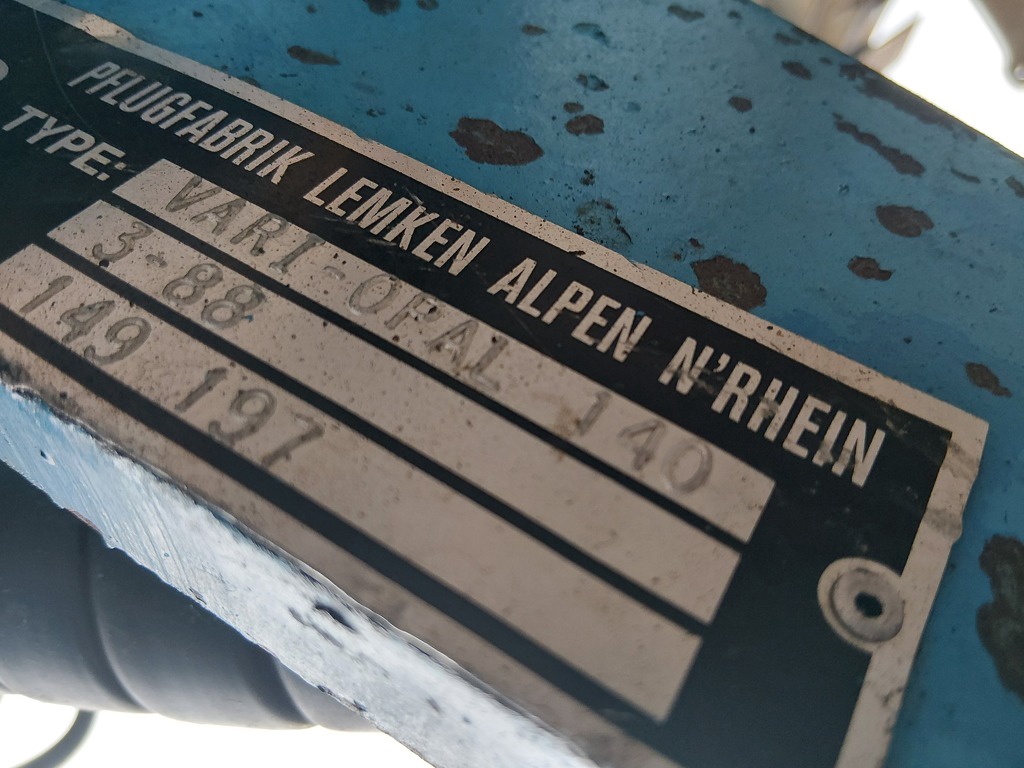 PFLUGFABRIK LEMKEN ALPEN N'RHEIN
TYPE: VARI-OPAL 140
3-88
149 197